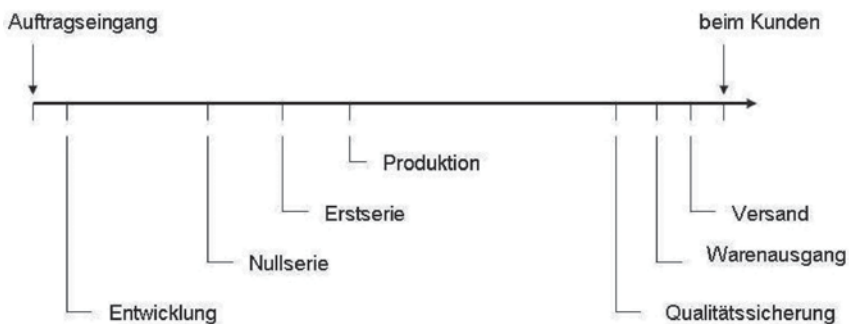 Auftragseingang
beim Kunden
Produktion
Erstserie
Versand
Nullserie
Warenausgang
Entwicklung
Qualitätssicherung